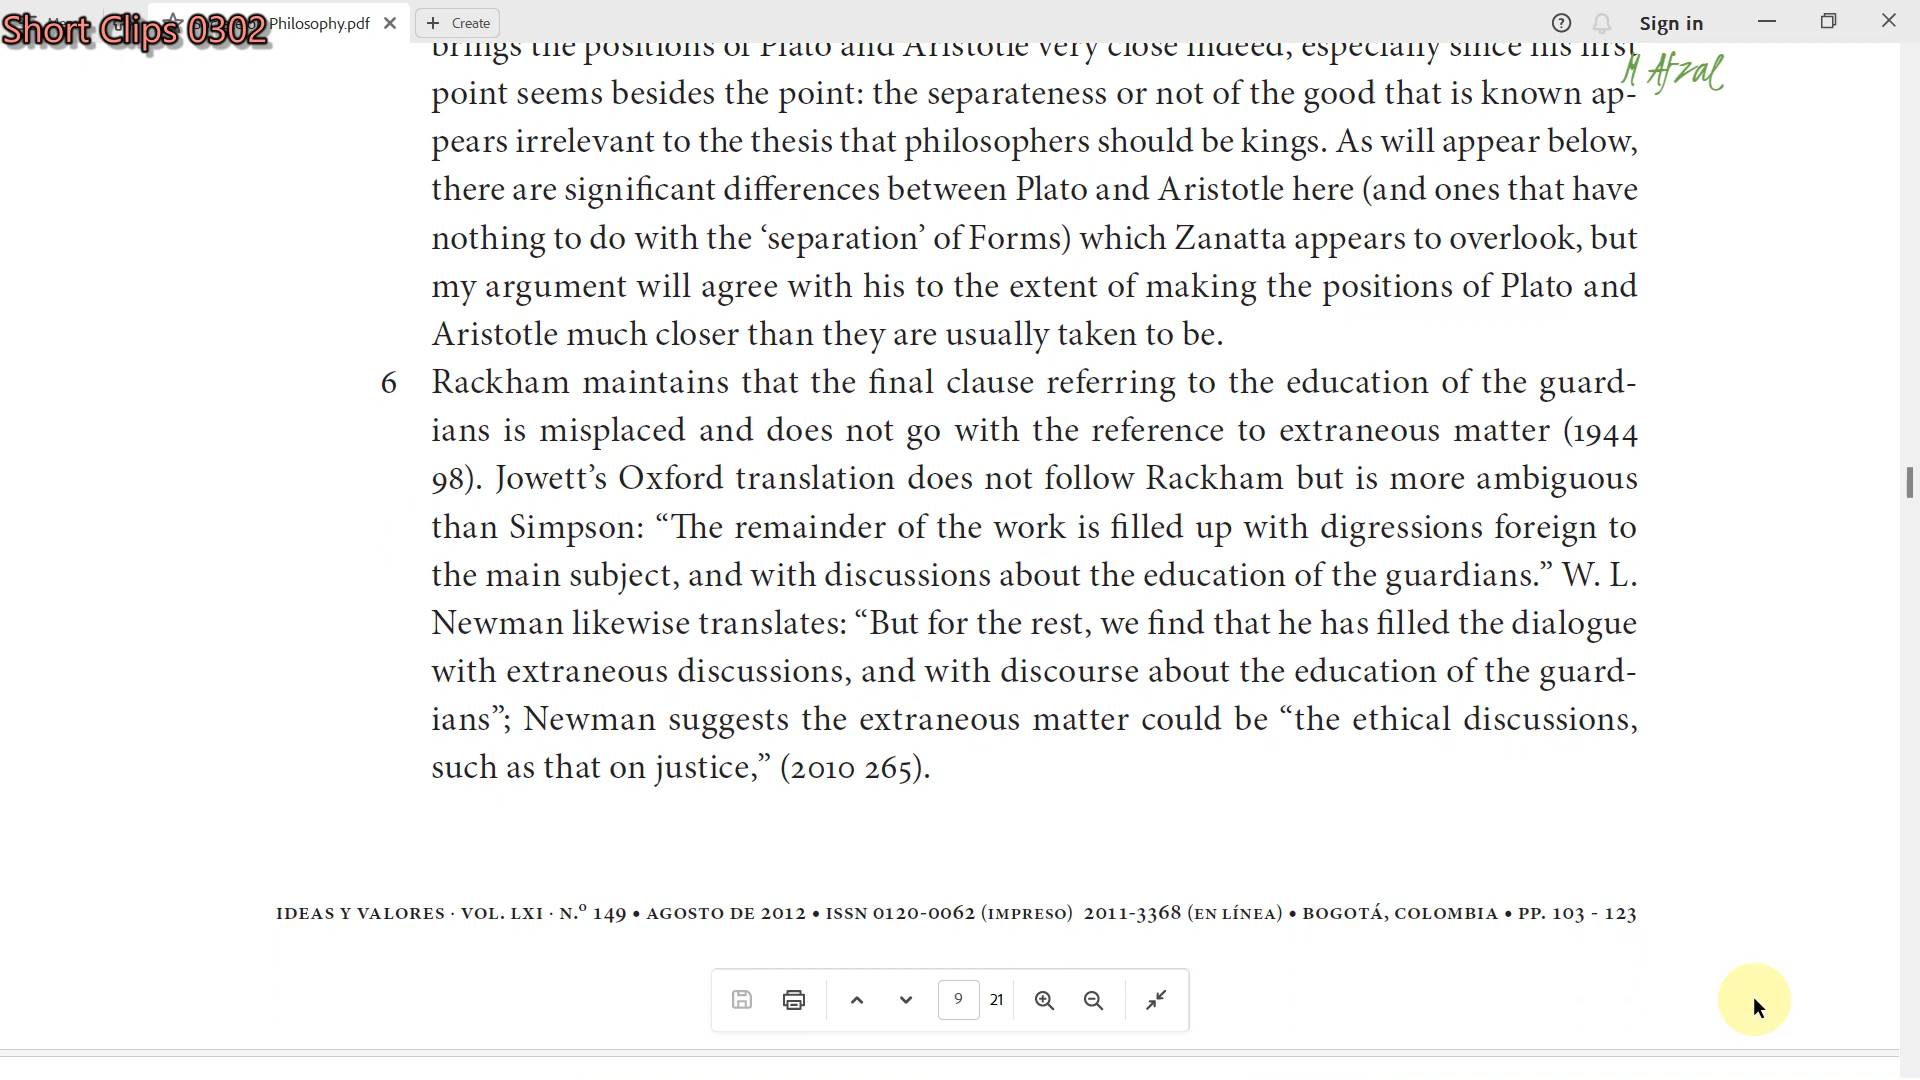 Short Clips 0302
Philosophy.pdf
Create
Sign in
M Afzal
brings the positions of Plato and Aristotle very close indeed, especially since his first
point seems besides the point: the separateness or not of the good that is known ap-
pears irrelevant to the thesis that philosophers should be kings. As will appear below,
there are significant differences between Plato and Aristotle here (and ones that have
nothing to do with the ‘separation’ of Forms) which Zanatta appears to overlook, but
my argument will agree with his to the extent of making the positions of Plato and
Aristotle much closer than they are usually taken to be.
6 Rackham maintains that the final clause referring to the education of the guard-
ians is misplaced and does not go with the reference to extraneous matter (1944
98). Jowett’s Oxford translation does not follow Rackham but is more ambiguous
than Simpson: “The remainder of the work is filled up with digressions foreign to
the main subject, and with discussions about the education of the guardians.” W. L.
Newman likewise translates: “But for the rest, we find that he has filled the dialogue
with extraneous discussions, and with discourse about the education of the guard-
ians”; Newman suggests the extraneous matter could be “the ethical discussions,
such as that on justice,” (2010 265).
IDEAS Y VALORES · VOL. LXI · N.º 149 • AGOSTO DE 2012 • ISSN 0120-0062 (IMPRESO) 2011-3368 (EN LÍNEA) • BOGOTÁ, COLOMBIA • PP. 103 - 123
9 21